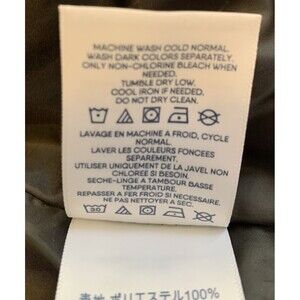 MACHINE WASH COLD NORMAL.
WASH DARK COLORS SEPARATELY.
ONLY NON-CHLORINE BLEACH WHEN
NEEDED.
TUMBLE DRY LOW.
COOL IRON IF NEEDED.
DO NOT DRY CLEAN.
LAVAGE EN MACHINE A FROID, CYCLE
NORMAL.
LAVER LES COULEURS FONCEES
SEPAREMENT.
UTILISER UNIQUEMENT DE LA JAVEL NON
CHLOREE SI BESOIN.
SECHE-LINGE A TAMBOUR BASSE
TEMPERATURE.
REPASSER A FER FROID SI NECESSAIRE.
NE PAS NETTOYER A SEC.
30
表地 ポリエステル100%